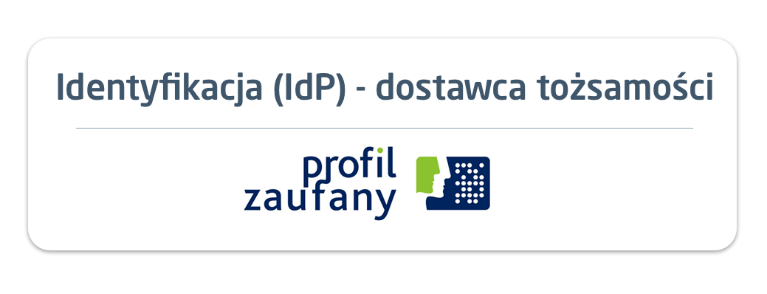 Identyfikacja (IdP) - dostawca tożsamości
profil
zaufany